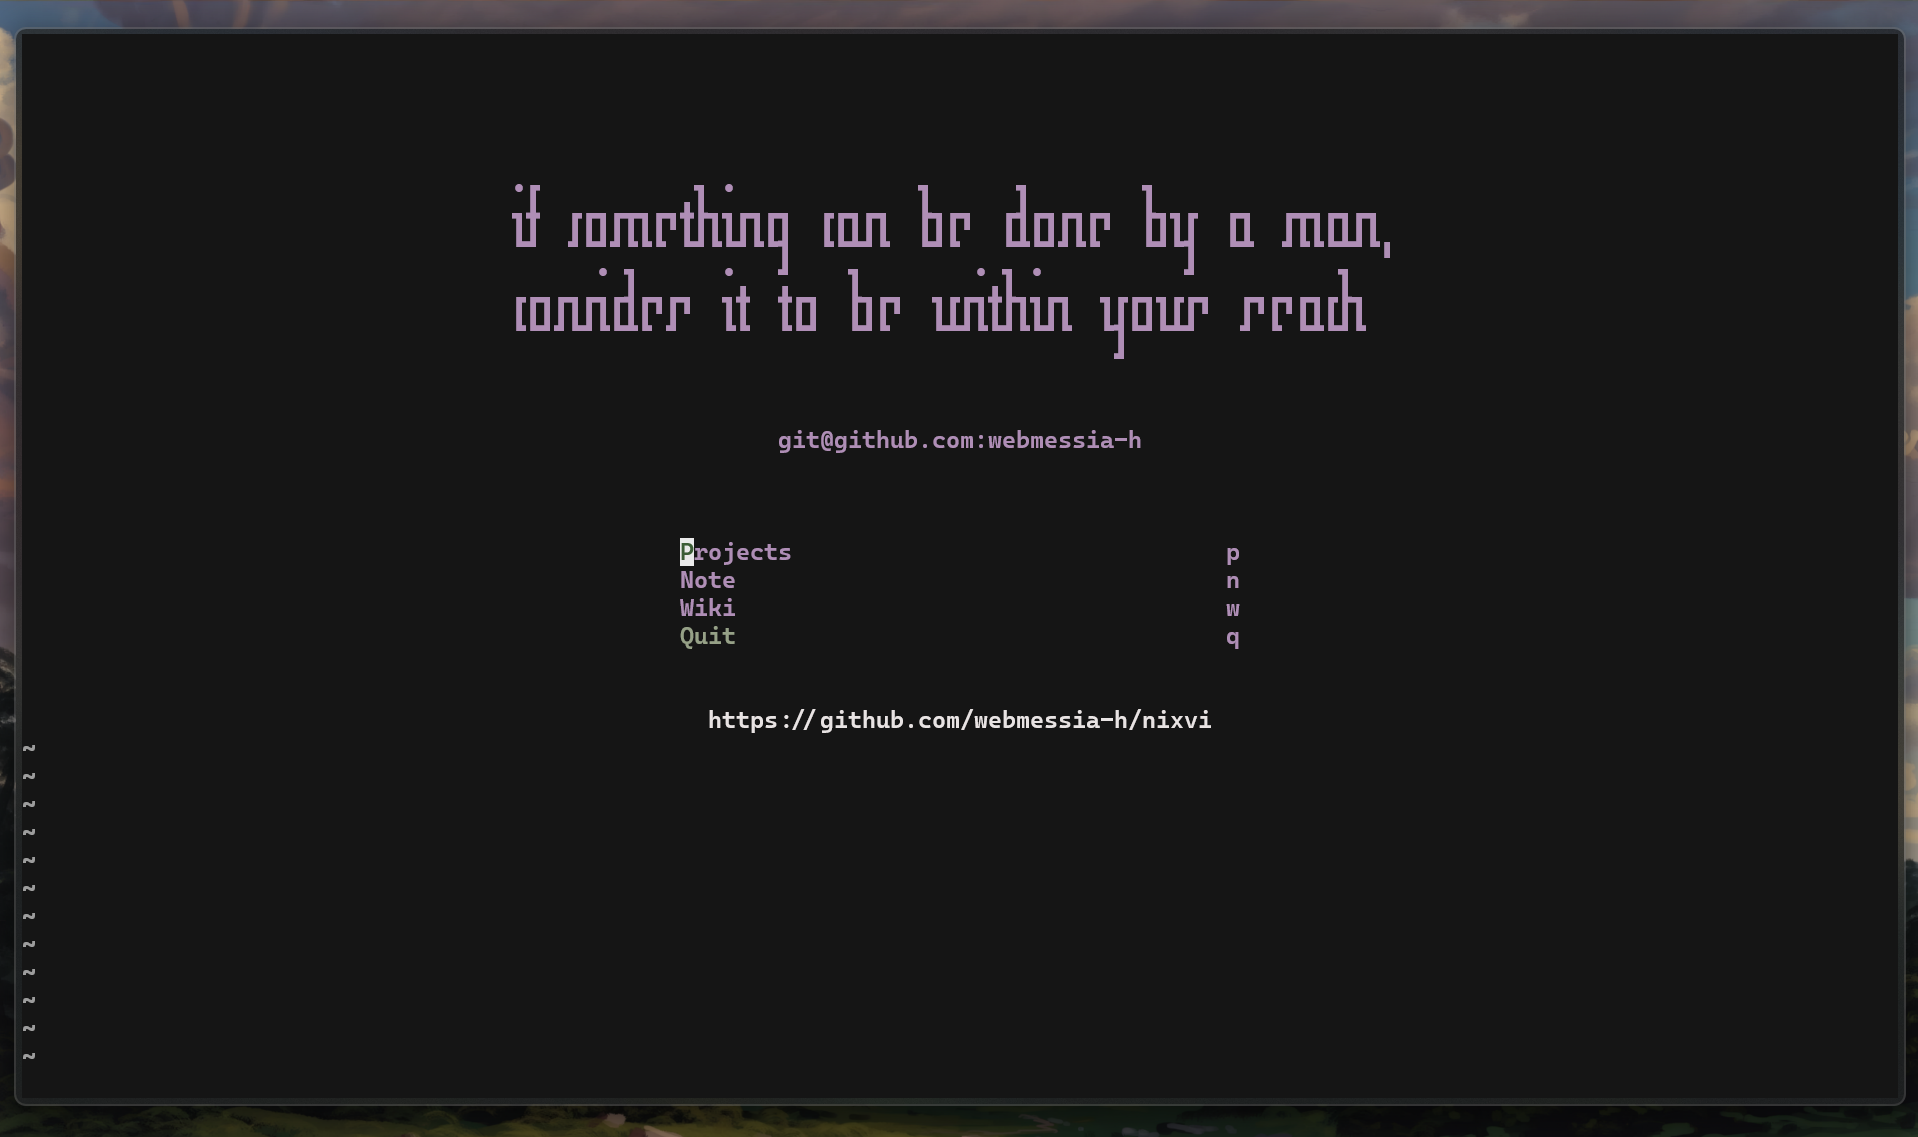 if something can be done by a man,
consider it to be within your reach
git@github.com:webmessia-h
Projects p
Note n
Wiki w
Quit q
https://github.com/webmessia-h/nixvi
~
~
~
~
~
~
~
~
~
~
~
~